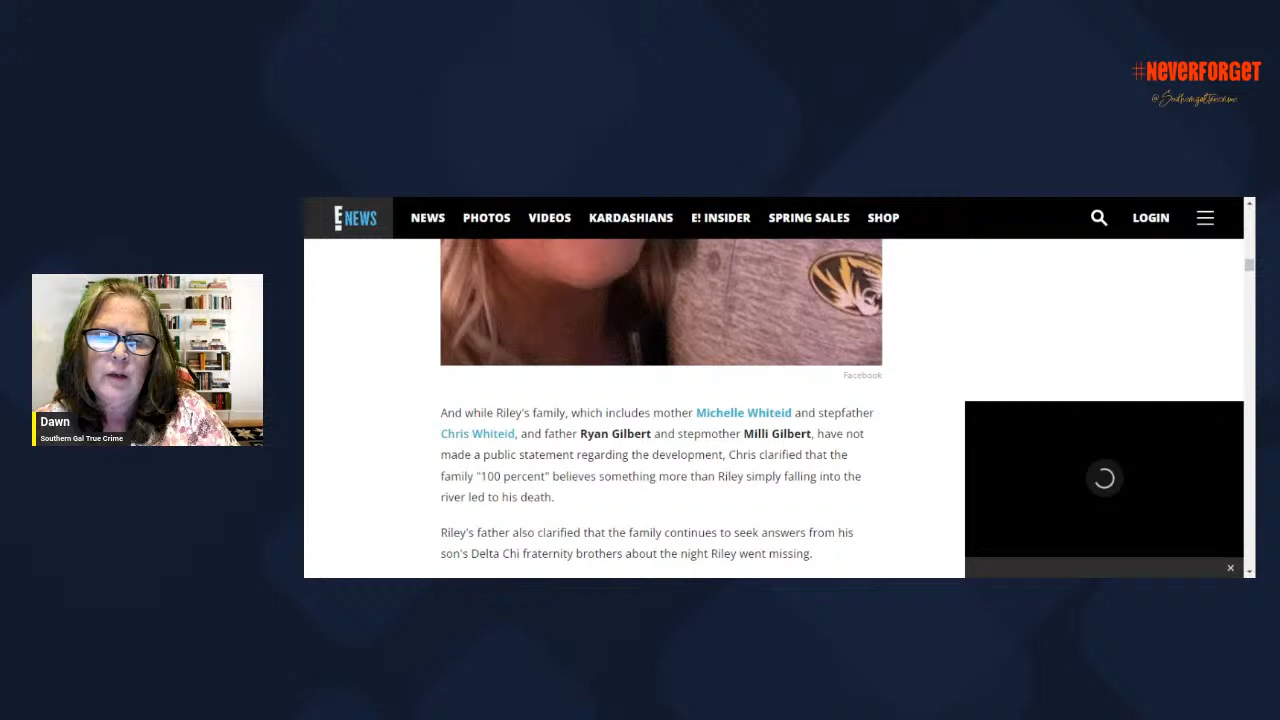 #NEVERFORGET
E! NEWS
NEWS PHOTOS VIDEOS KARDASHIANS E! INSIDER SPRING SALES SHOP LOGIN
Facebook
And while Riley's family, which includes mother Michelle Whiteid and stepfather
Chris Whiteid, and father Ryan Gilbert and stepmother Milli Gilbert, have not
made a public statement regarding the development, Chris clarified that the
family "100 percent" believes something more than Riley simply falling into the
river led to his death.
Riley's father also clarified that the family continues to seek answers from his
son's Delta Chi fraternity brothers about the night Riley went missing.
Dawn
Southern Gal True Crime